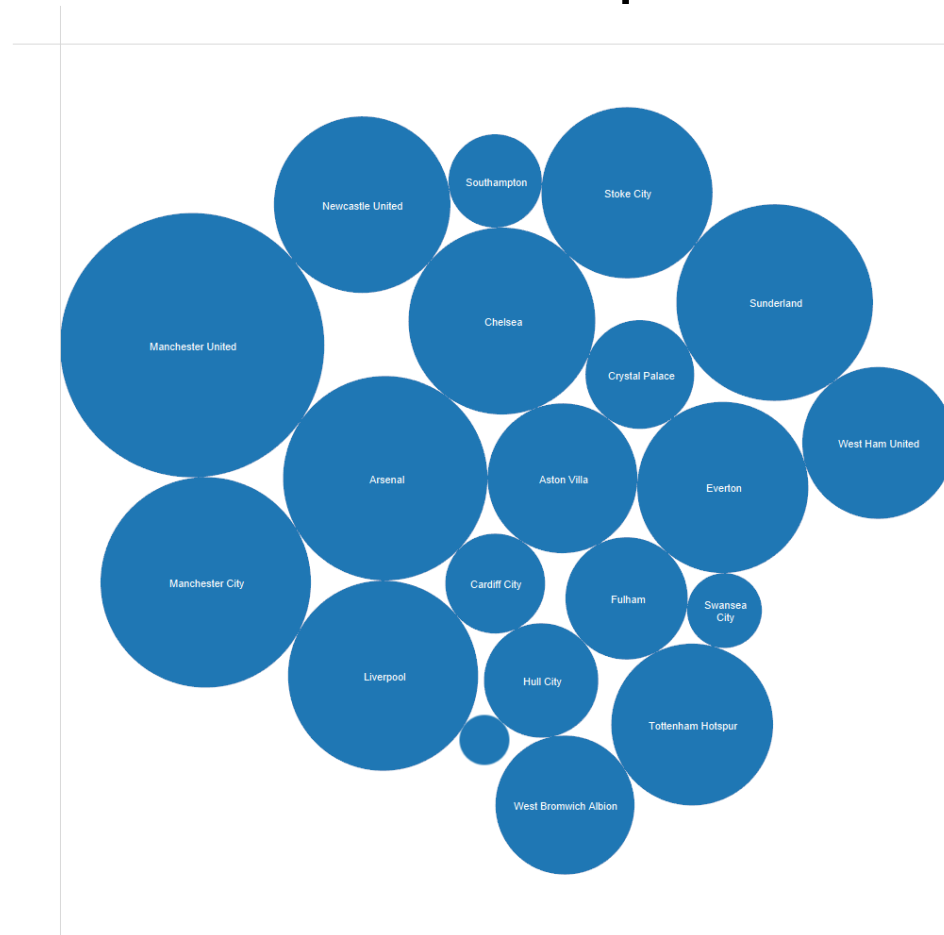 Southampton
Stoke City
Newcastle United
Sunderland
Chelsea
Manchester United
Crystal Palace
West Ham United
Arsenal
Aston Villa
Everton
Manchester City
Cardiff City
Fulham
Swansea
City
Liverpool
Hull City
Tottenham Hotspur
West Bromwich Albion